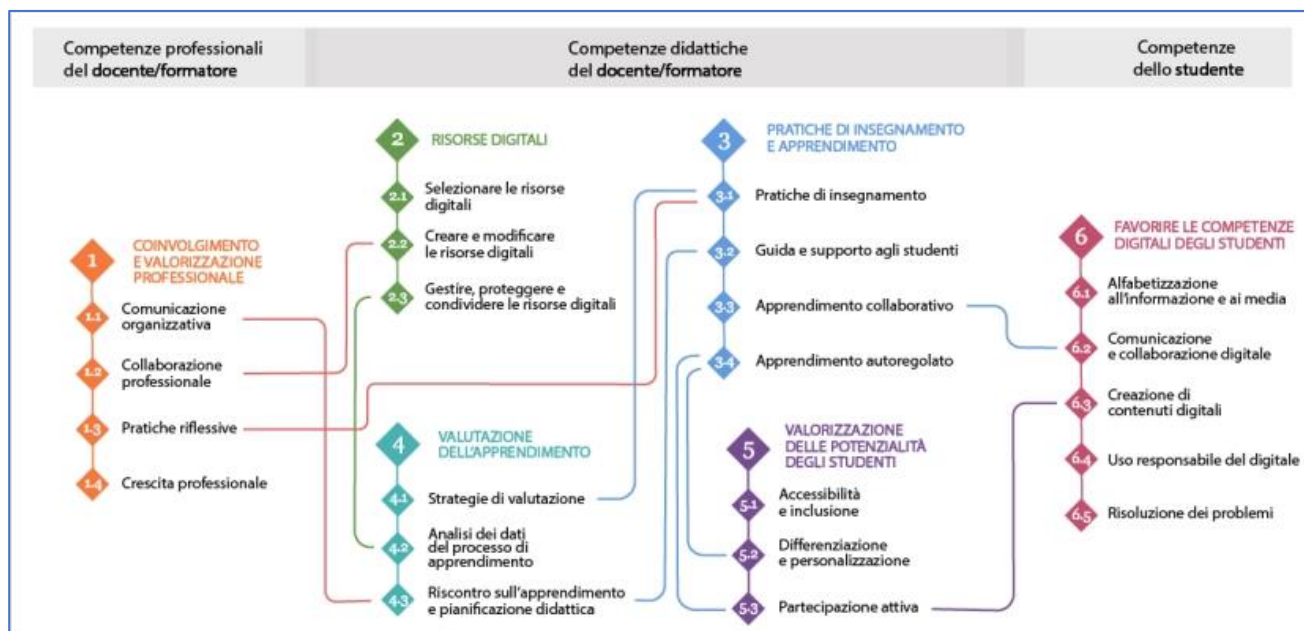 Competenze professionali
del docente/formatore
Competenze didattiche
del docente/formatore
Competenze
dello studente
1
COINVOLGIMENTO
E VALORIZZAZIONE
PROFESSIONALE
1.1
Comunicazione
organizzativa
1.2
Collaborazione
professionale
1.3
Pratiche riflessive
1.4
Crescita professionale
2
RISORSE DIGITALI
2.1
Selezionare le risorse
digitali
2.2
Creare e modificare
le risorse digitali
2.3
Gestire, proteggere e
condividere le risorse digitali
3
PRATICHE DI INSEGNAMENTO
E APPRENDIMENTO
3.1
Pratiche di insegnamento
3.2
Guida e supporto agli studenti
3.3
Apprendimento collaborativo
3.4
Apprendimento autoregolato
4
VALUTAZIONE
DELL'APPRENDIMENTO
4.1
Strategie di valutazione
4.2
Analisi dei dati
del processo di
apprendimento
4.3
Riscontro sull'apprendimento
e pianificazione didattica
5
VALORIZZAZIONE
DELLE POTENZIALITÀ
DEGLI STUDENTI
5.1
Accessibilità
e inclusione
5.2
Differenziazione
e personalizzazione
5.3
Partecipazione attiva
6
FAVORIRE LE COMPETENZE
DIGITALI DEGLI STUDENTI
6.1
Alfabetizzazione
all'informazione e ai media
6.2
Comunicazione
e collaborazione digitale
6.3
Creazione di
contenuti digitali
6.4
Uso responsabile del digitale
6.5
Risoluzione dei problemi